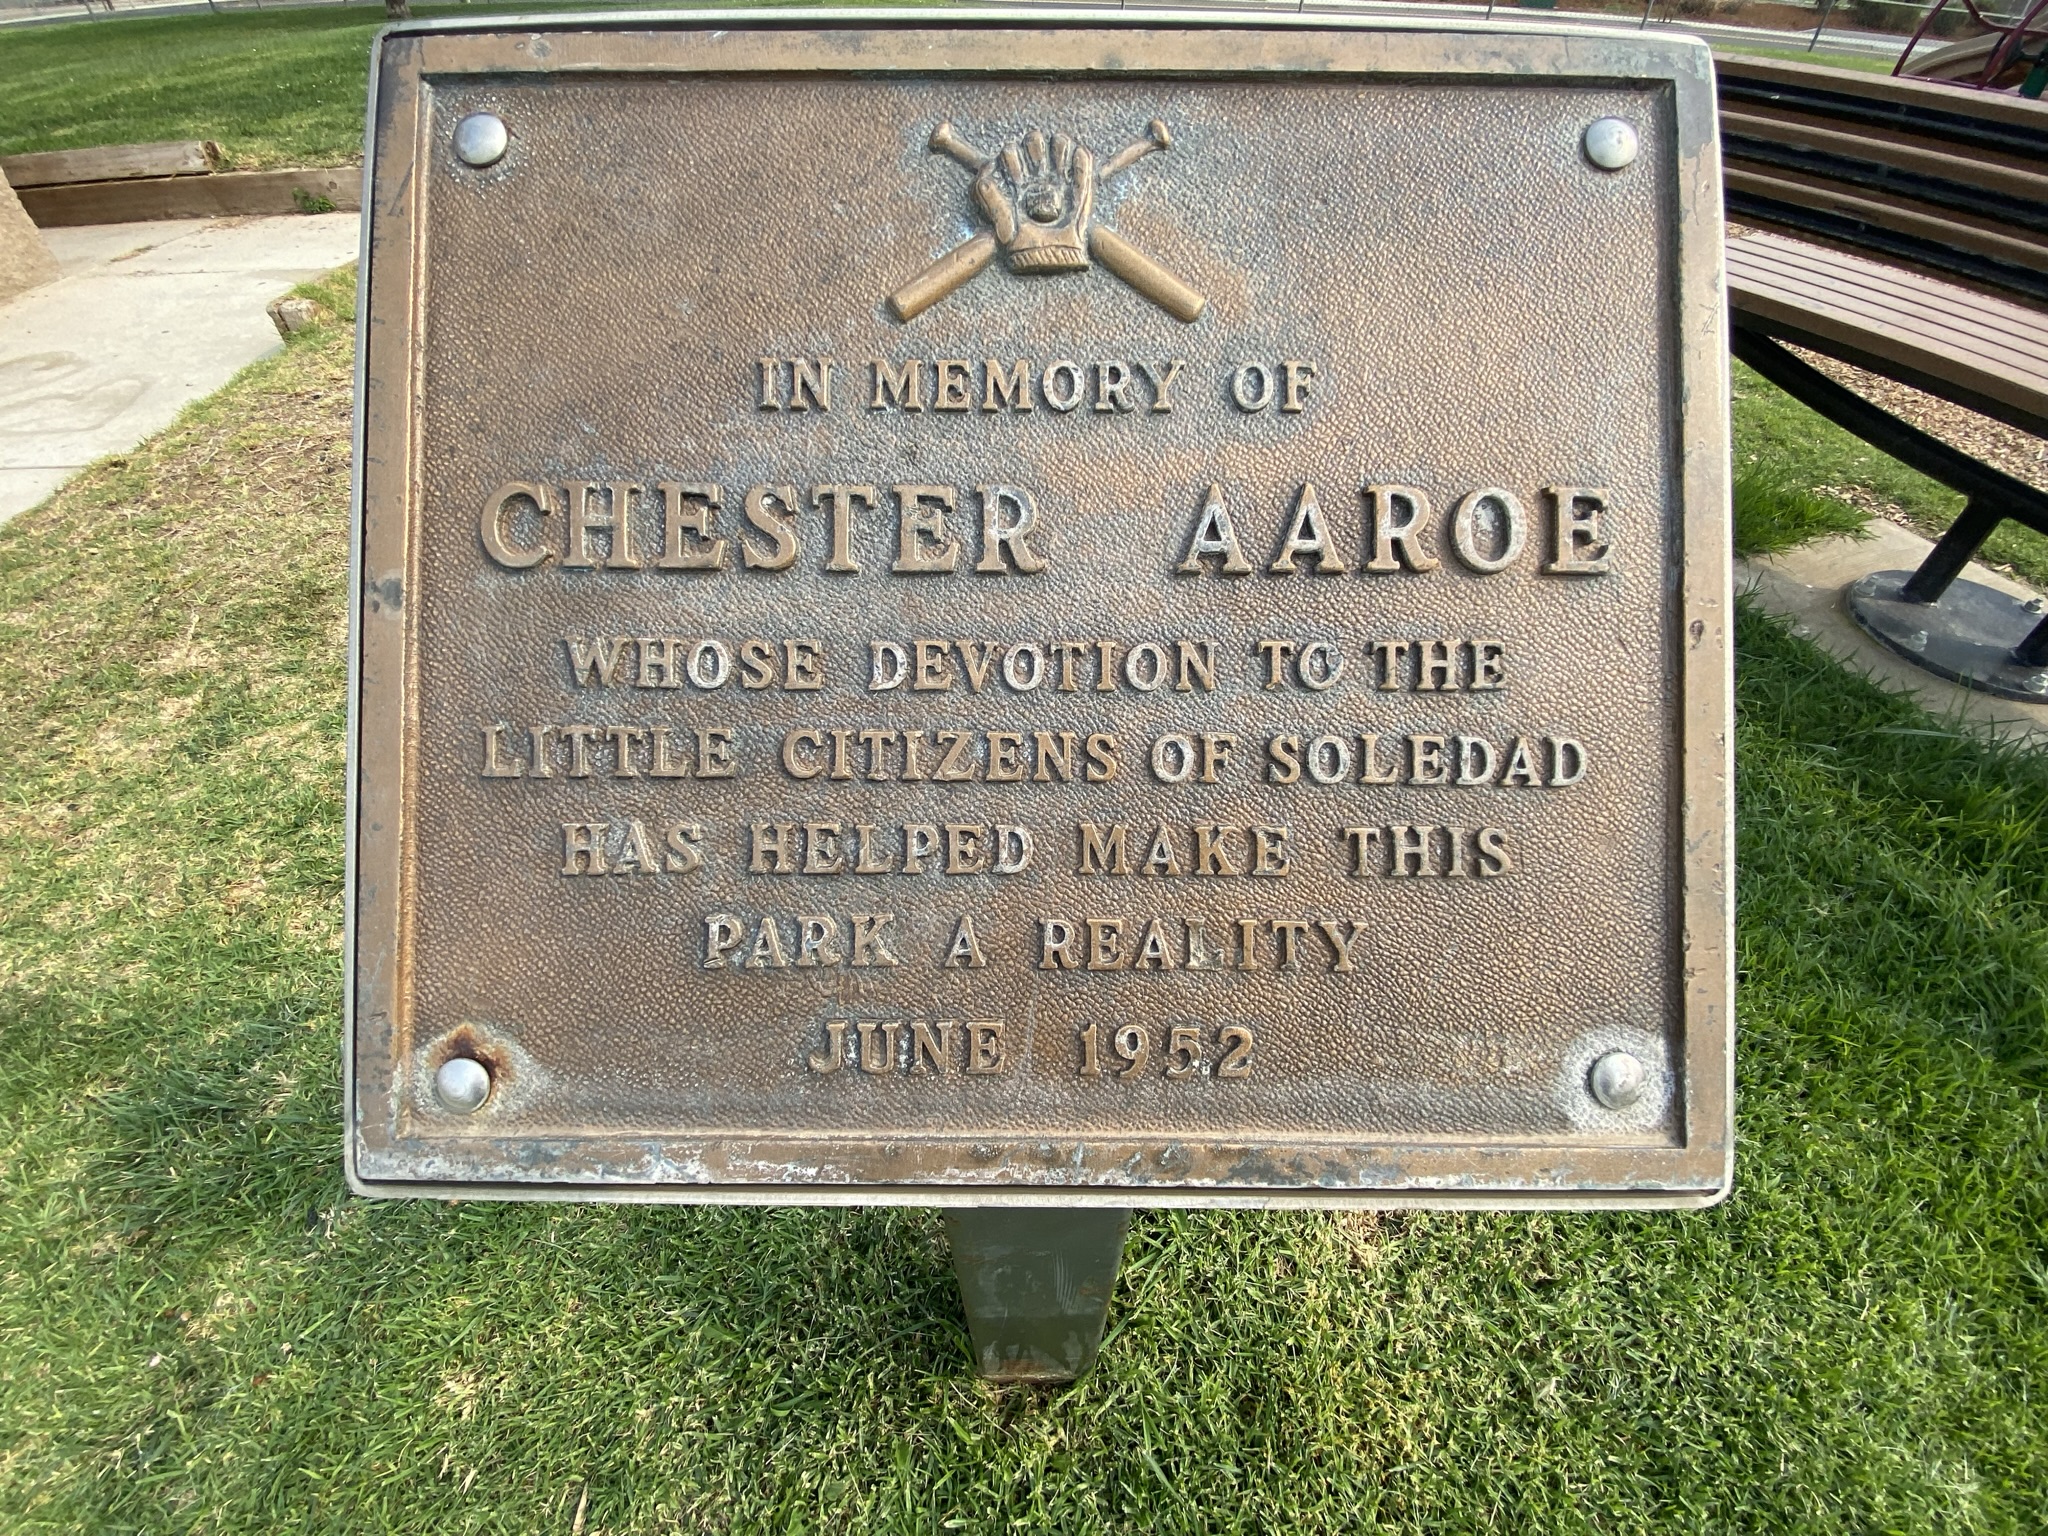 IN MEMORY OF
CHESTER AAROE
WHOSE DEVOTION TO THE
LITTLE CITIZENS OF SOLEDAD
HAS HELPED MAKE THIS
PARK A REALITY
JUNE 1952